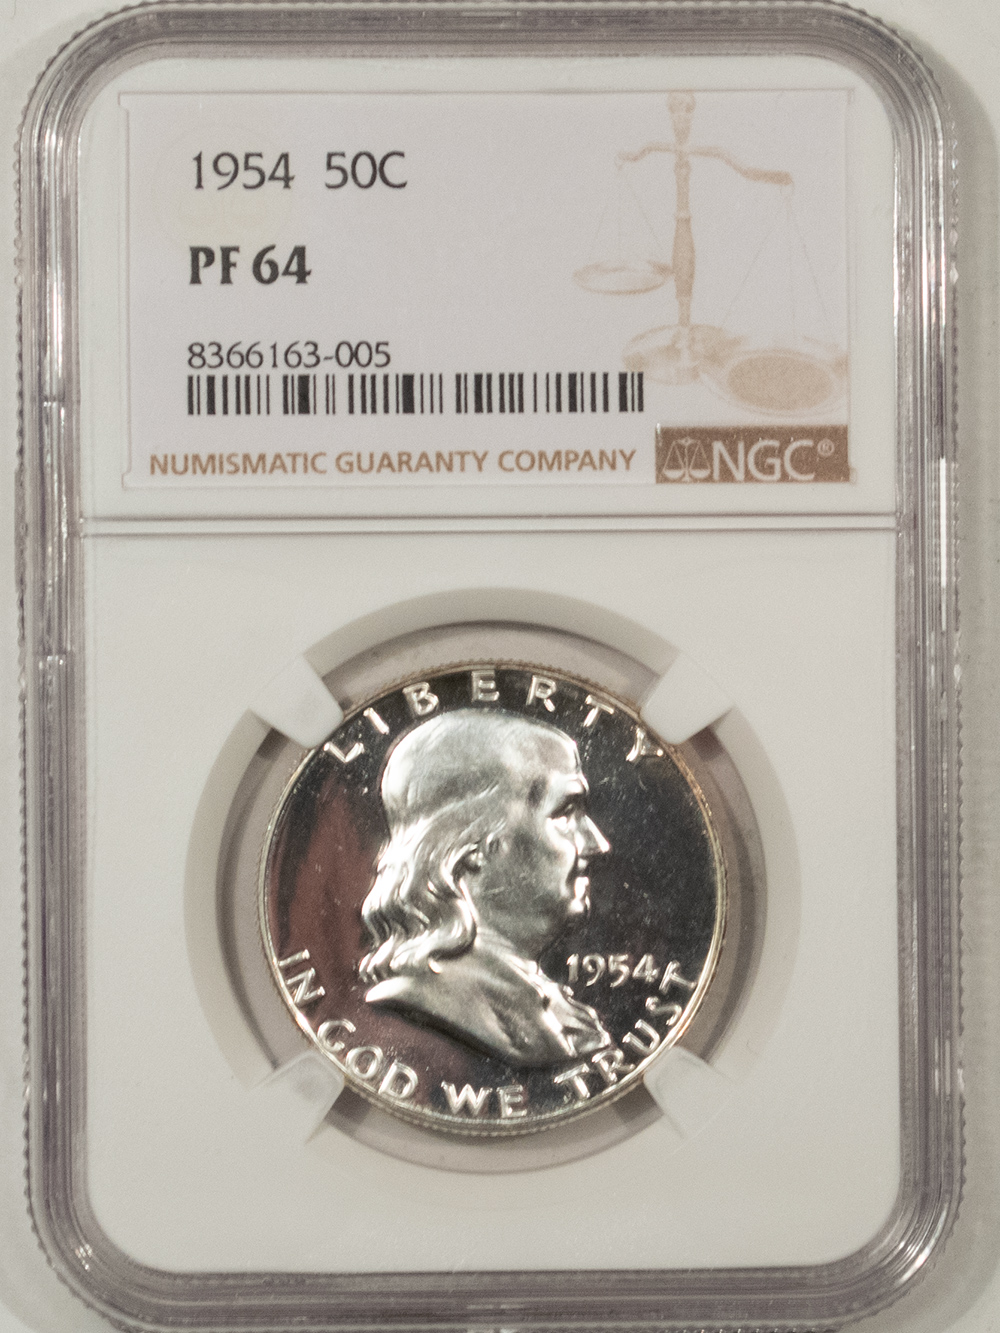 1954 50C
PF 64
8366163-005
NUMISMATIC GUARANTY COMPANY NGC®
LIBERTY
1954
IN GOD WE TRUST